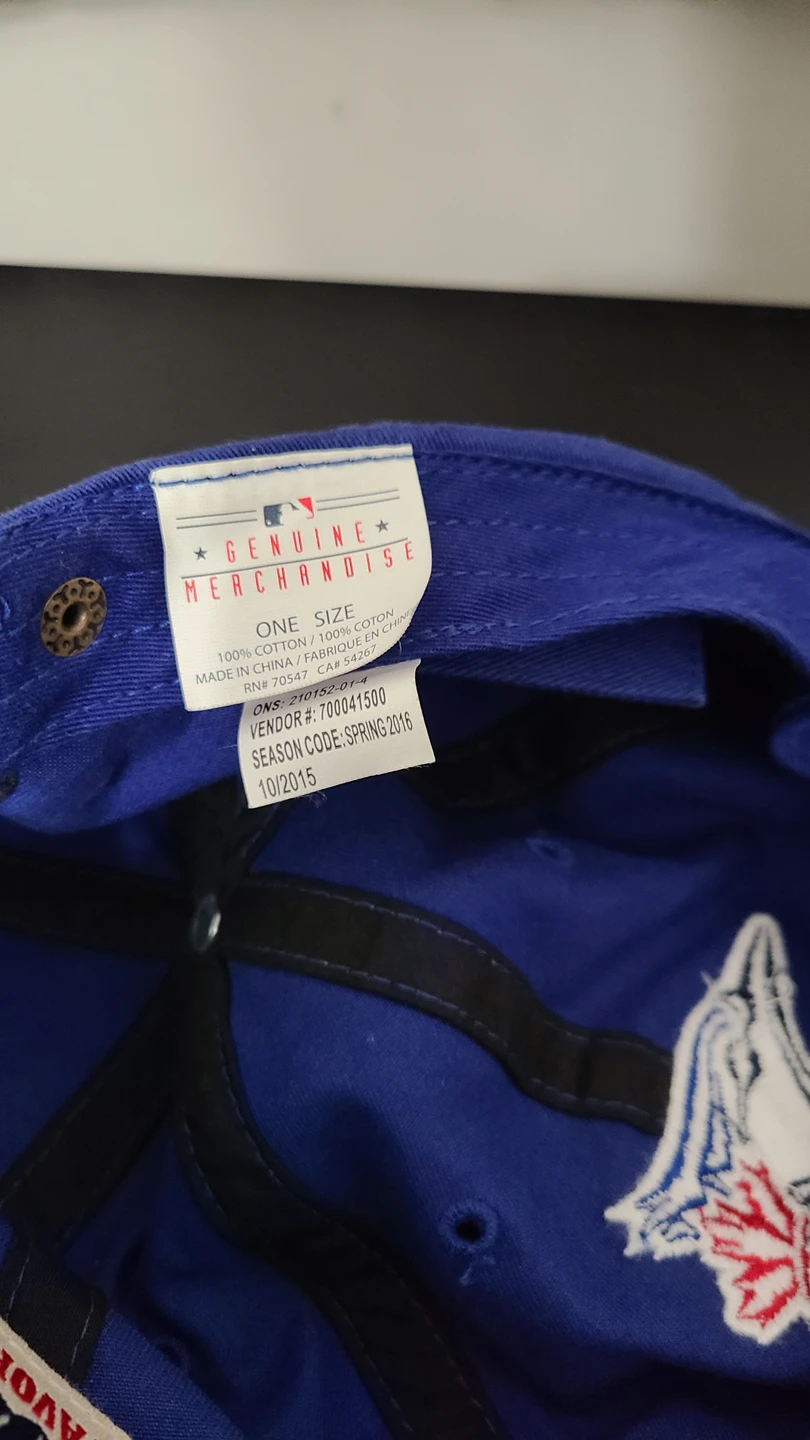 ★ GENUINE ★
MERCHANDISE
ONE SIZE
100% COTTON / 100% COTON
MADE IN CHINA / FABRIQUE EN CHINE
RN# 70547 CA# 54267
ONS: 210152-01-4
VENDOR #: 700041500
SEASON CODE: SPRING 2016
10/2015